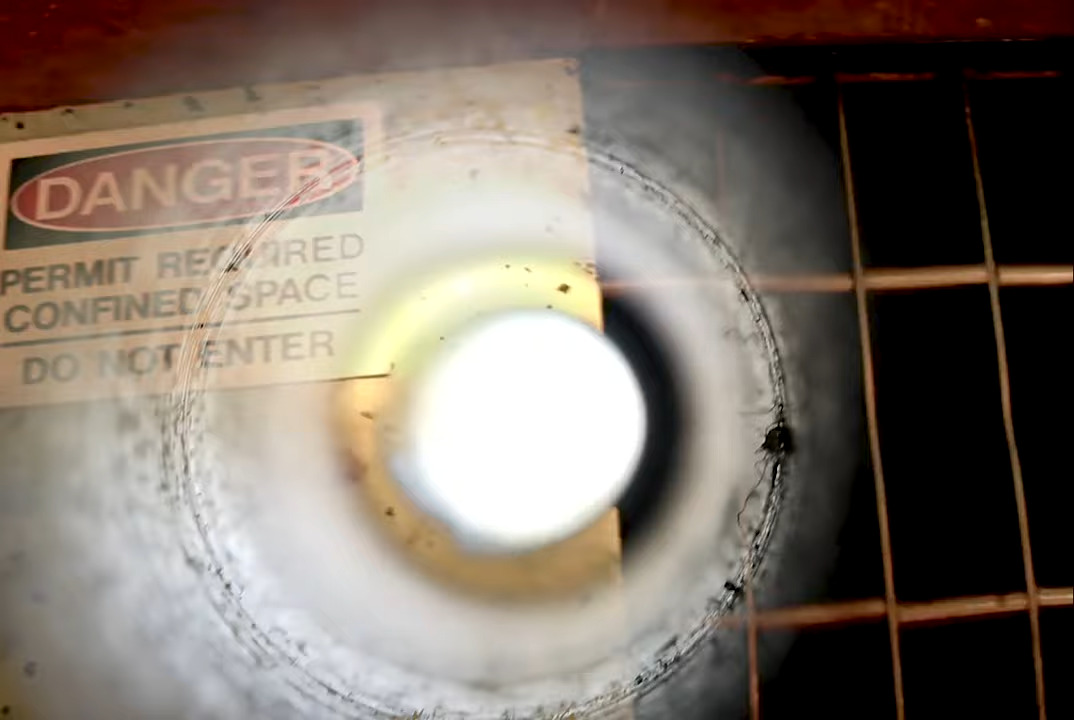 DANGER
PERMIT REQUIRED
CONFINED SPACE
DO NOT ENTER